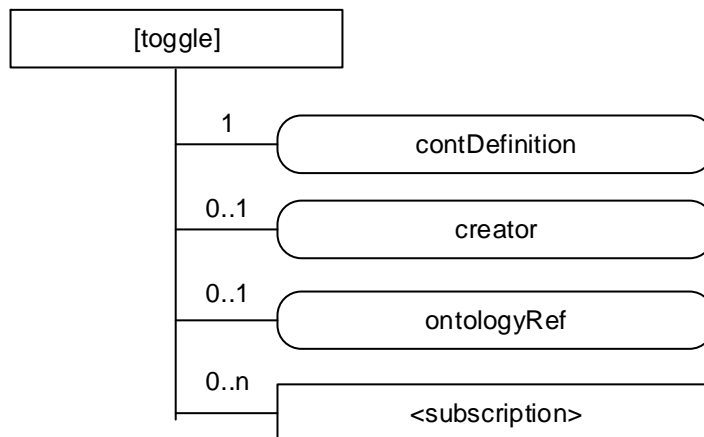 [toggle]
1
contDefinition
0..1
creator
0..1
ontologyRef
0..n
<subscription>